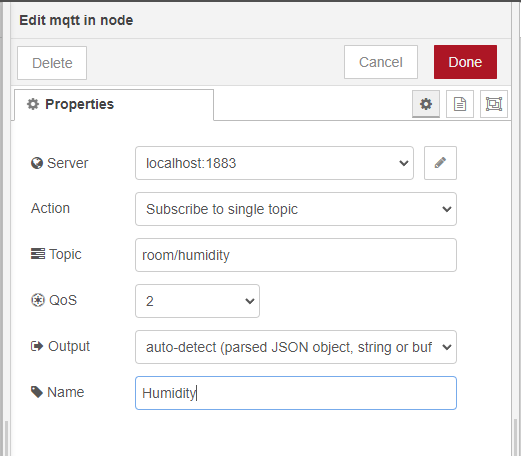 Edit mqtt in node
Delete Cancel Done
Properties
Server localhost:1883
Action Subscribe to single topic
Topic room/humidity
QoS 2
Output auto-detect (parsed JSON object, string or buf
Name Humidity